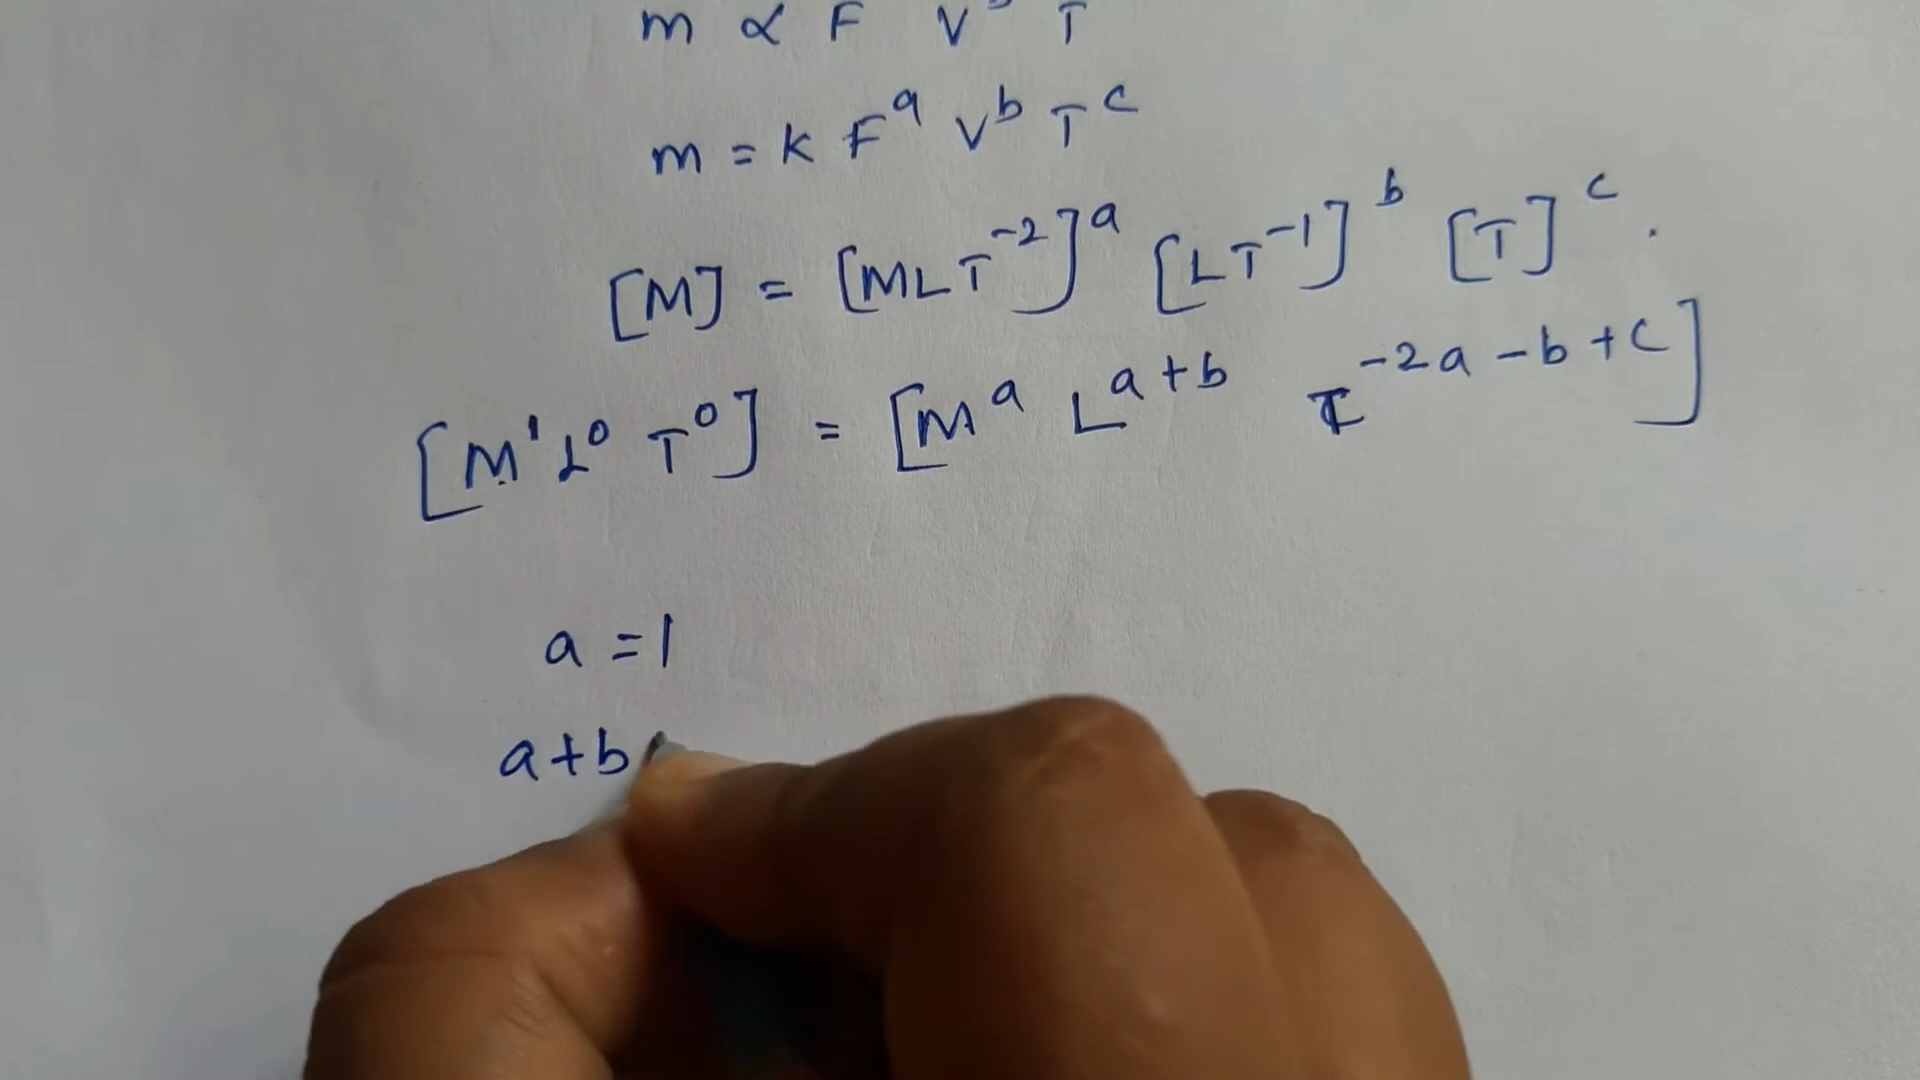 m ∝ F V T
m = k F^a V^b T^c
[M] = [MLT^-2]^a [LT^-1]^b [T]^c .
[M^1 L^0 T^0] = [M^a L^a+b T^-2a-b+c]
a = 1
a+b